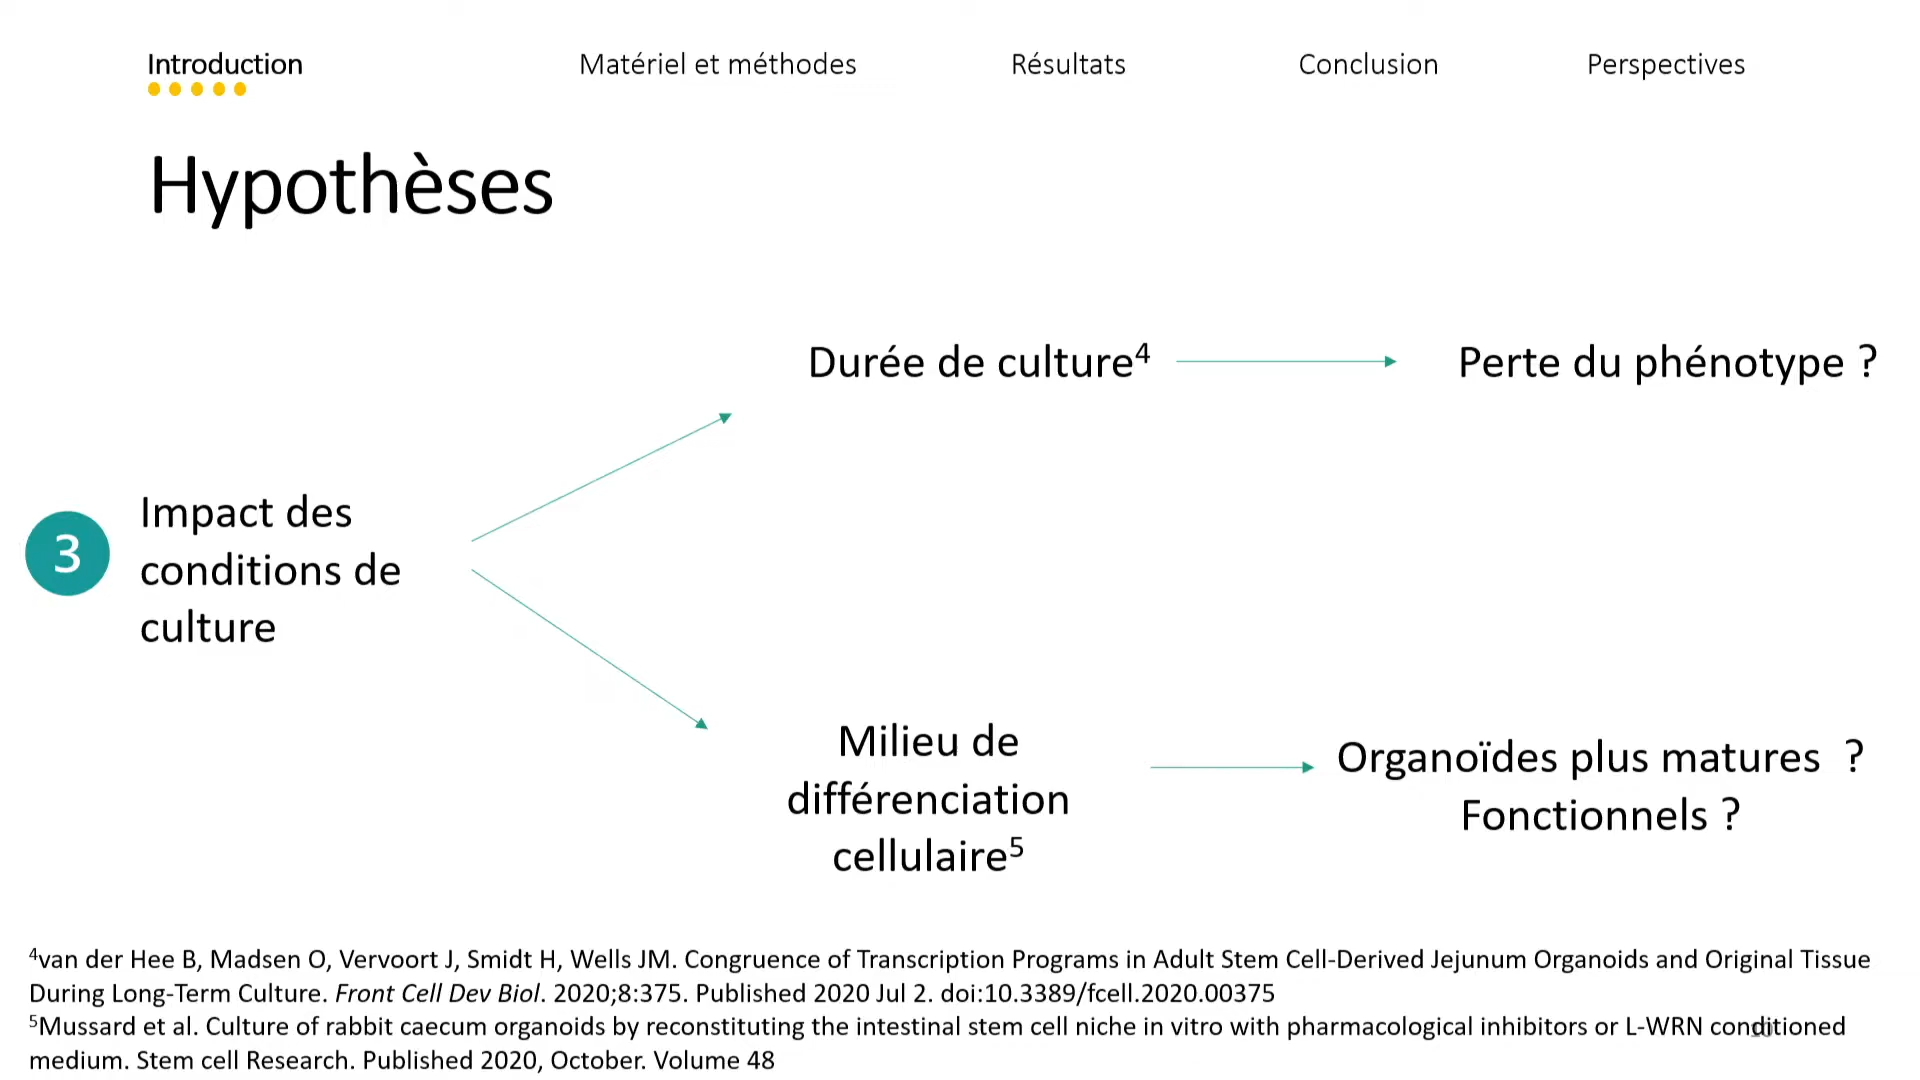 Introduction
Matériel et méthodes
Résultats
Conclusion
Perspectives
Hypothèses
Durée de culture⁴
Perte du phénotype ?
3
Impact des
conditions de
culture
Milieu de
différenciation
cellulaire⁵
Organoïdes plus matures  ?
Fonctionnels ?
⁴van der Hee B, Madsen O, Vervoort J, Smidt H, Wells JM. Congruence of Transcription Programs in Adult Stem Cell-Derived Jejunum Organoids and Original Tissue
During Long-Term Culture. Front Cell Dev Biol. 2020;8:375. Published 2020 Jul 2. doi:10.3389/fcell.2020.00375
⁵Mussard et al. Culture of rabbit caecum organoids by reconstituting the intestinal stem cell niche in vitro with pharmacological inhibitors or L-WRN conditioned
medium. Stem cell Research. Published 2020, October. Volume 48